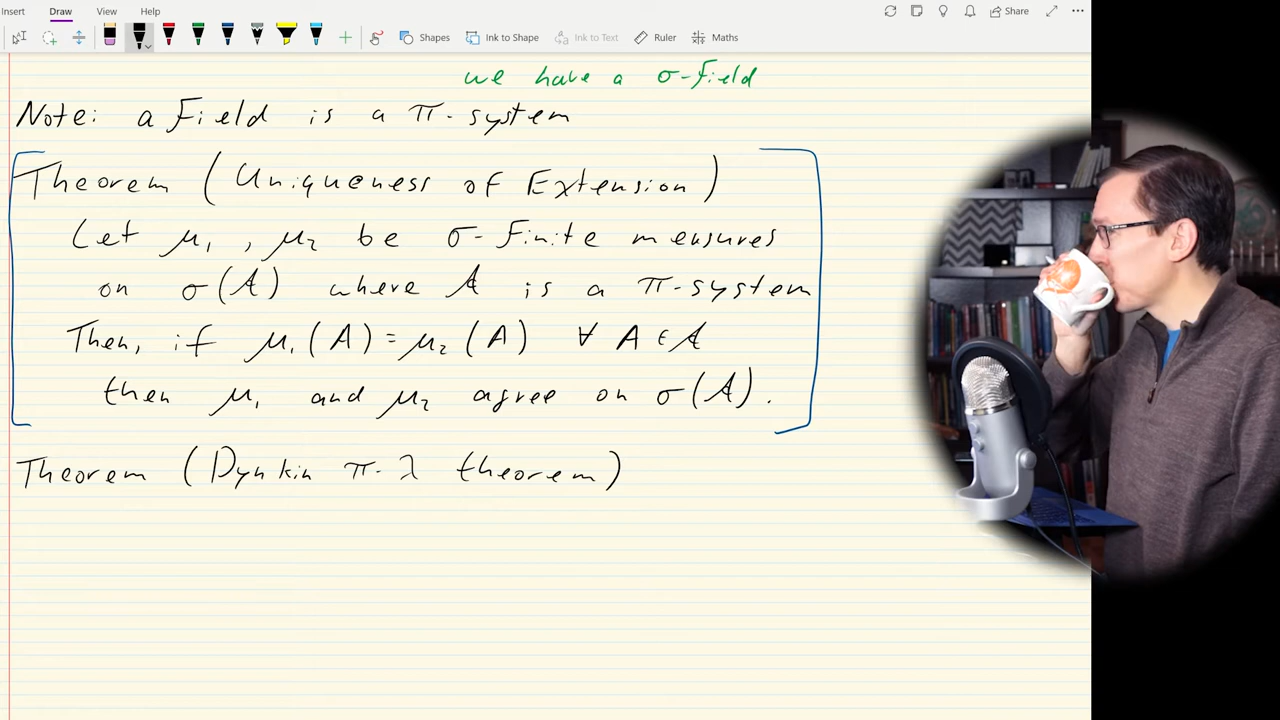 Insert Draw View Help Share
Shapes Ink to Shape Ink to Text Ruler Maths
we have a σ-field
Note: a Field is a π-system
Theorem (Uniqueness of Extension)
Let μ₁, μ₂ be σ-finite measures
on σ(A) where A is a π-system
Then, if μ₁(A) = μ₂(A) ∀ A ∈ A
then μ₁ and μ₂ agree on σ(A).
Theorem (Dynkin π-λ theorem)